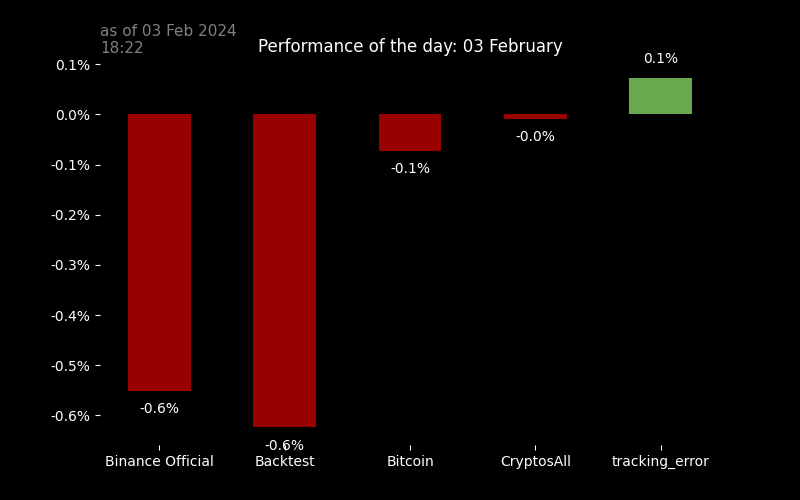 as of 03 Feb 2024
18:22
Performance of the day: 03 February
0.1%
0.0%
-0.1%
-0.2%
-0.3%
-0.4%
-0.5%
-0.6%
-0.6%
-0.6%
-0.1%
-0.0%
0.1%
Binance Official
Backtest
Bitcoin
CryptosAll
tracking_error